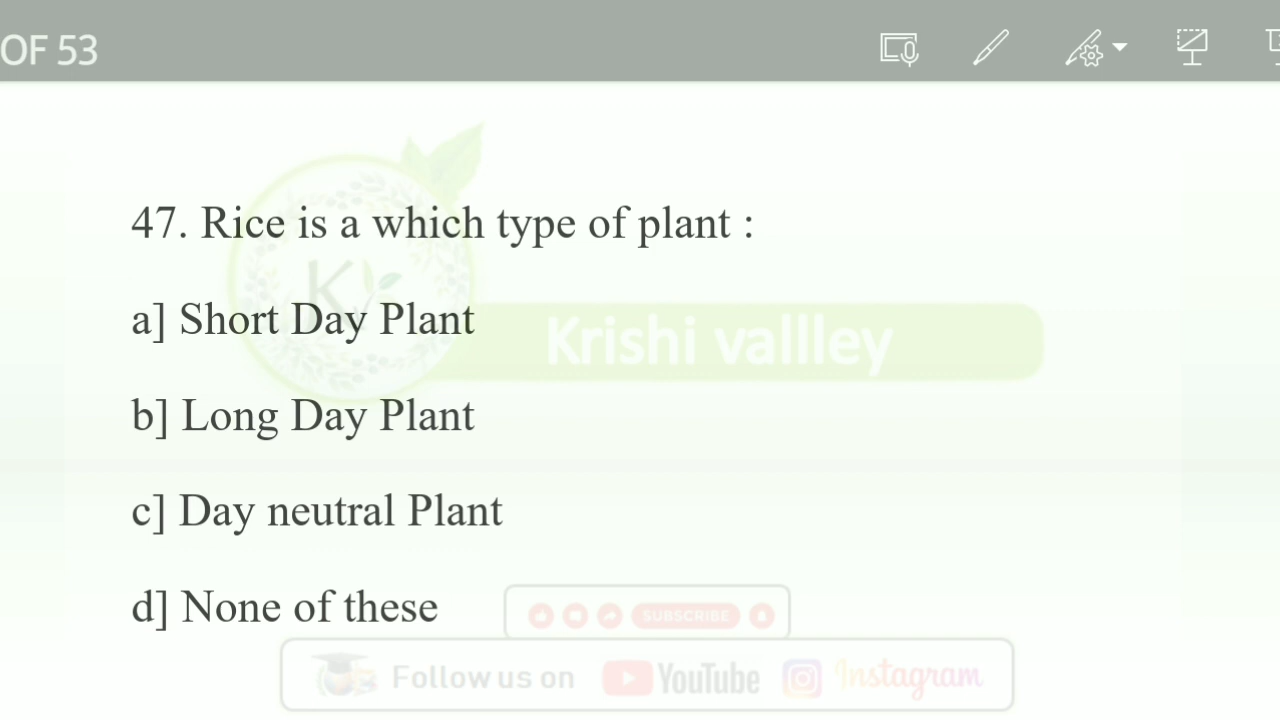 OF 53
47. Rice is a which type of plant :
a] Short Day Plant
Krishi vallley
b] Long Day Plant
c] Day neutral Plant
d] None of these
SUBSCRIBE
Follow us on YouTube Instagram